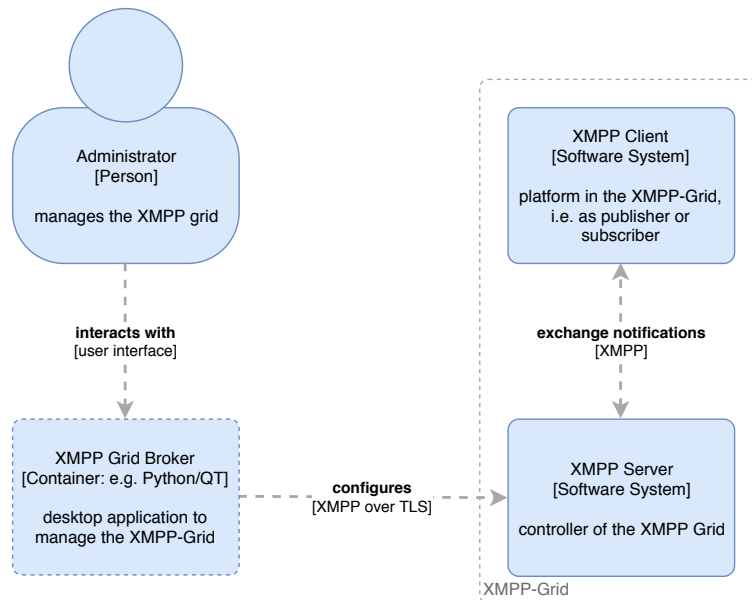 Administrator
[Person]
manages the XMPP grid
interacts with
[user interface]
XMPP Grid Broker
[Container: e.g. Python/QT]
desktop application to
manage the XMPP-Grid
configures
[XMPP over TLS]
XMPP Client
[Software System]
platform in the XMPP-Grid,
i.e. as publisher or
subscriber
exchange notifications
[XMPP]
XMPP Server
[Software System]
controller of the XMPP Grid
XMPP-Grid